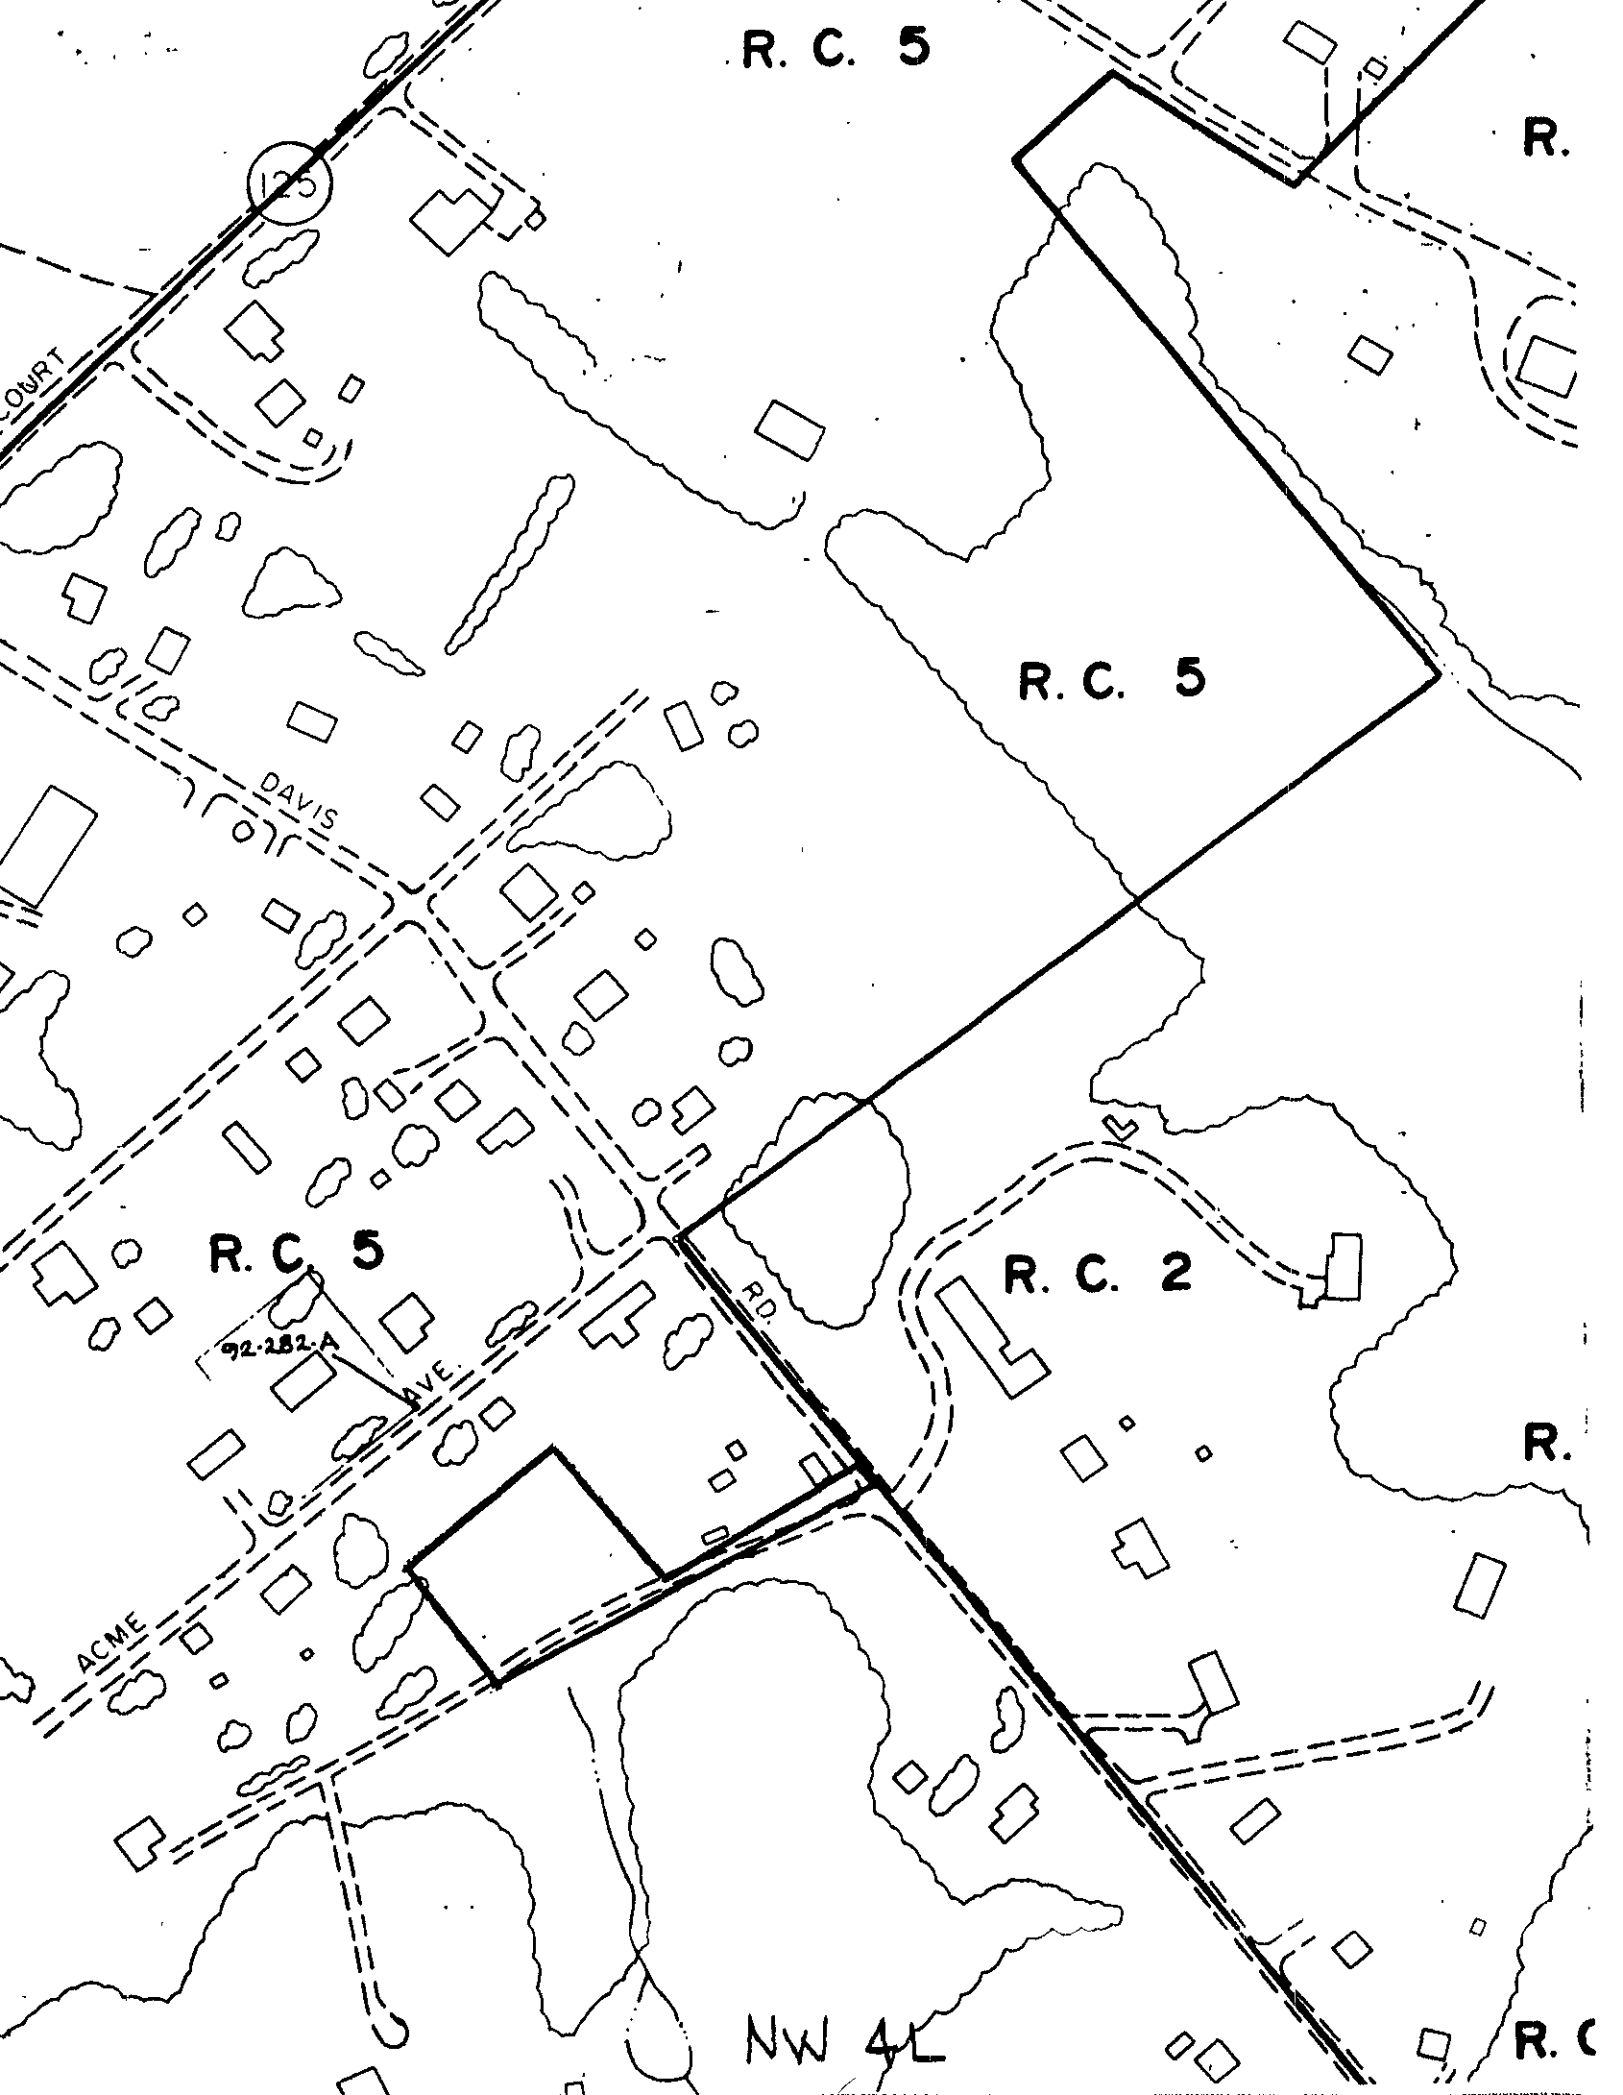 R. C. 5
R.
125
COURT
R. C. 5
DAVIS
R. C. 5
R. C. 2
RD.
92-282-A
AVE.
R.
ACME
NW 4L
R. C